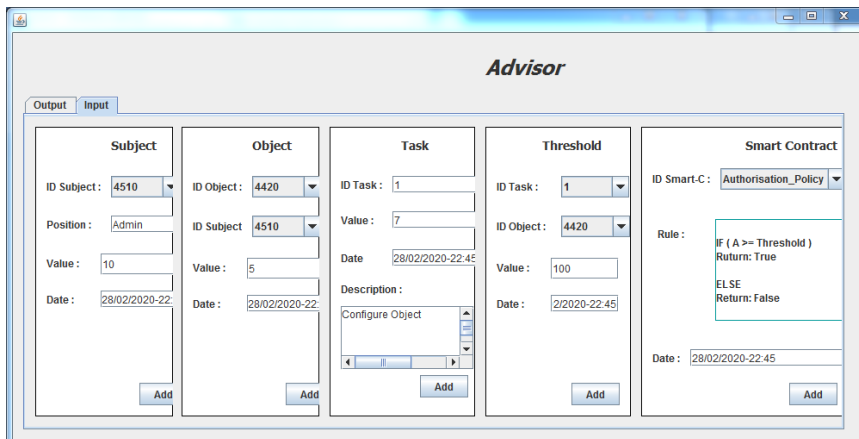 Advisor
Output
Input
Subject
ID Subject :
4510
Position :
Admin
Value :
10
Date :
28/02/2020-22:
Add
Object
ID Object :
4420
ID Subject
4510
Value :
5
Date :
28/02/2020-22:
Add
Task
ID Task :
1
Value :
7
Date
28/02/2020-22:45
Description :
Configure Object
Add
Threshold
ID Task :
1
ID Object :
4420
Value :
100
Date :
2/2020-22:45
Add
Smart Contract
ID Smart-C :
Authorisation_Policy
Rule :
IF ( A >= Threshold )
Ruturn: True
ELSE
Return: False
Date :
28/02/2020-22:45
Add